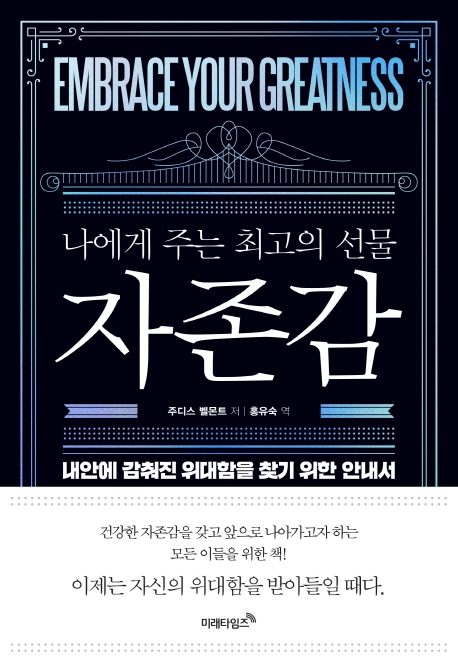 EMBRACE YOUR GREATNESS
나에게 주는 최고의 선물
자존감
주디스 벨몬트 저 | 홍유숙 역
내안에 감춰진 위대함을 찾기 위한 안내서
건강한 자존감을 갖고 앞으로 나아가고자 하는
모든 이들을 위한 책!
이제는 자신의 위대함을 받아들일 때다.
미래타임즈